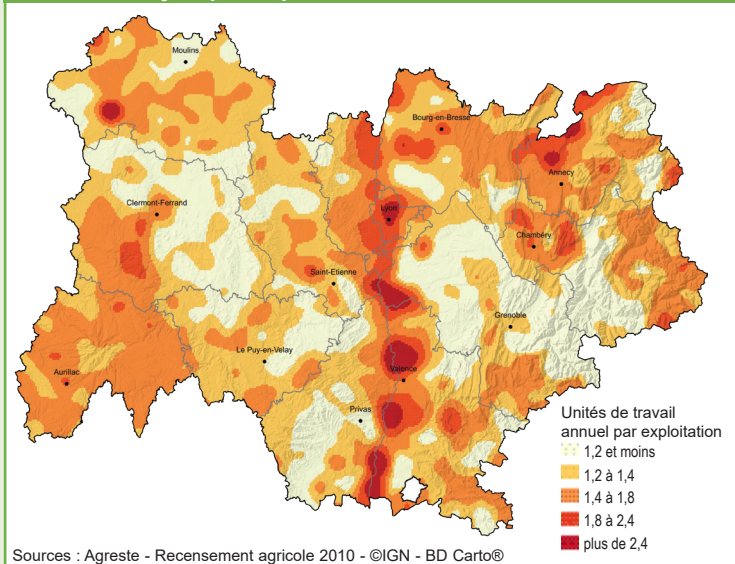 Moulins
Bourg-en-Bresse
Annecy
Clermont-Ferrand
Lyon
Chambéry
Saint-Etienne
Grenoble
Le Puy-en-Velay
Valence
Aurillac
Privas
Unités de travail
annuel par exploitation
1,2 et moins
1,2 à 1,4
1,4 à 1,8
1,8 à 2,4
plus de 2,4
Sources : Agreste - Recensement agricole 2010 - ©IGN - BD Carto®